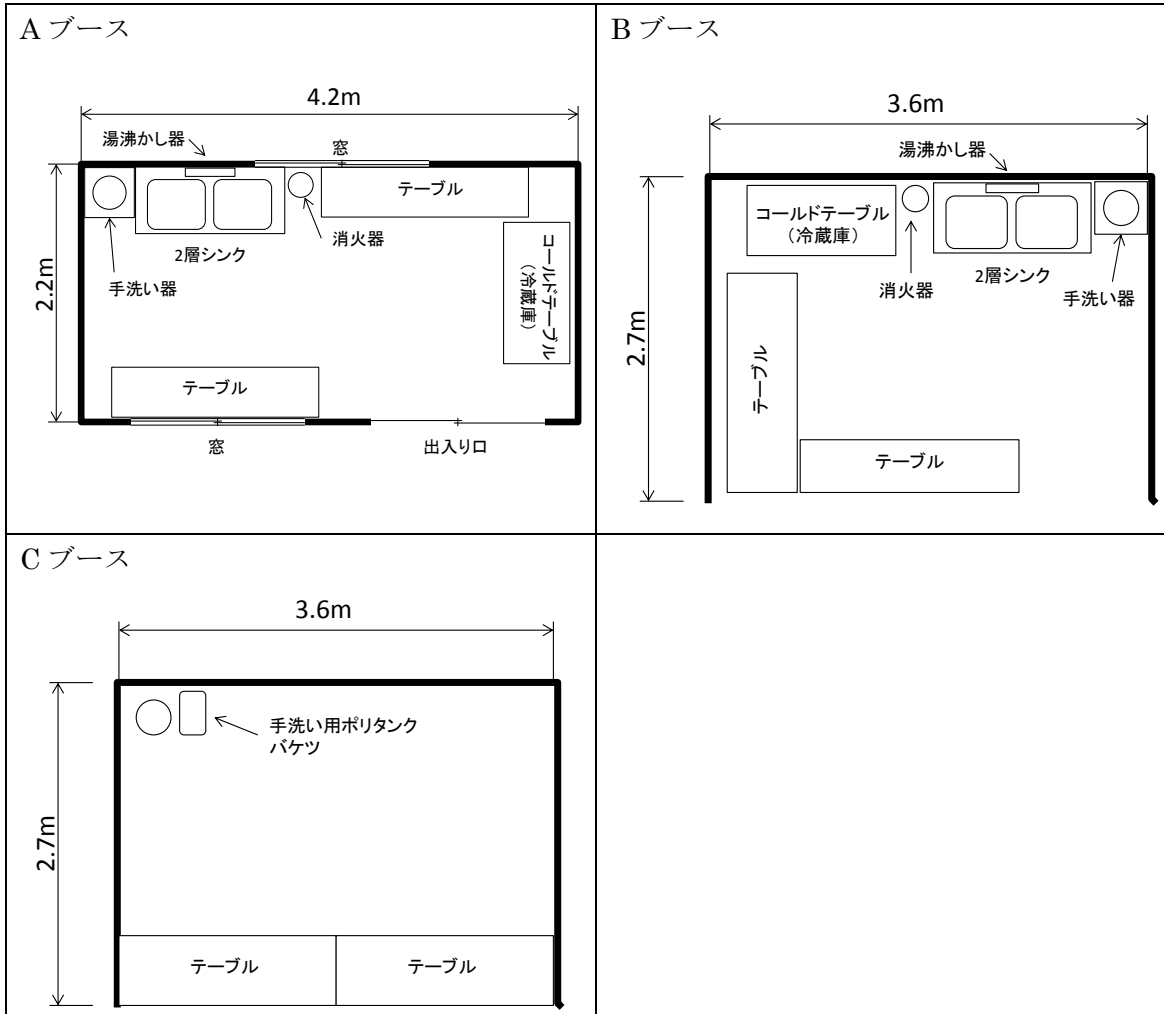 A ブース
4.2m
湯沸かし器
窓
テーブル
消火器
2層シンク
手洗い器
コールドテーブル
(冷蔵庫)
2.2m
テーブル
窓
出入り口
B ブース
3.6m
湯沸かし器
コールドテーブル
(冷蔵庫)
消火器
2層シンク
手洗い器
2.7m
テーブル
テーブル
C ブース
3.6m
手洗い用ポリタンク
バケツ
2.7m
テーブル
テーブル